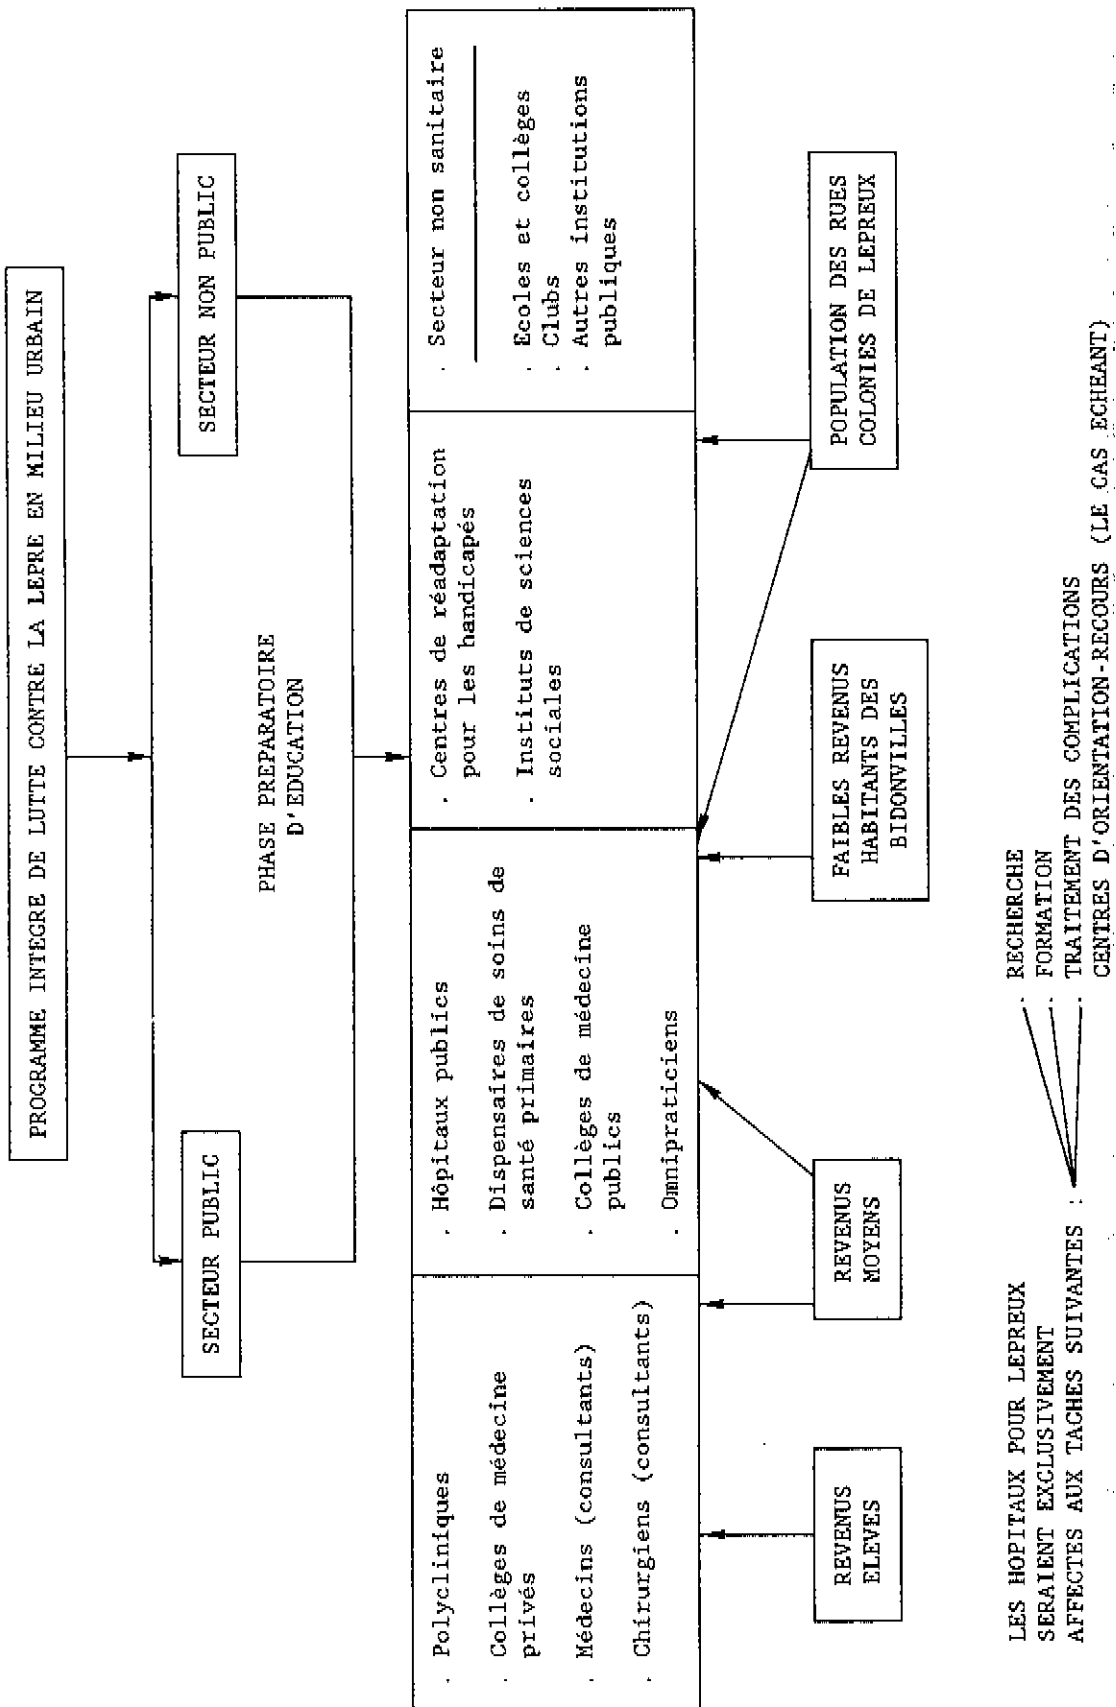 PROGRAMME INTEGRE DE LUTTE CONTRE LA LEPRE EN MILIEU URBAIN
SECTEUR PUBLIC
SECTEUR NON PUBLIC
PHASE PREPARATOIRE
D'EDUCATION
. Polycliniques
. Collèges de médecine
privés
. Médecins (consultants)
. Chirurgiens (consultants)
. Hôpitaux publics
. Dispensaires de soins de
santé primaires
. Collèges de médecine
publics
. Omnipraticiens
. Centres de réadaptation
pour les handicapés
. Instituts de sciences
sociales
. Secteur non sanitaire
. Ecoles et collèges
. Clubs
. Autres institutions
publiques
REVENUS
ELEVES
REVENUS
MOYENS
FAIBLES REVENUS
HABITANTS DES
BIDONVILLES
POPULATION DES RUES
COLONIES DE LEPREUX
LES HOPITAUX POUR LEPREUX
SERAIENT EXCLUSIVEMENT
AFFECTES AUX TACHES SUIVANTES :
. RECHERCHE
. FORMATION
. TRAITEMENT DES COMPLICATIONS
CENTRES D'ORIENTATION-RECOURS (LE CAS ECHEANT)